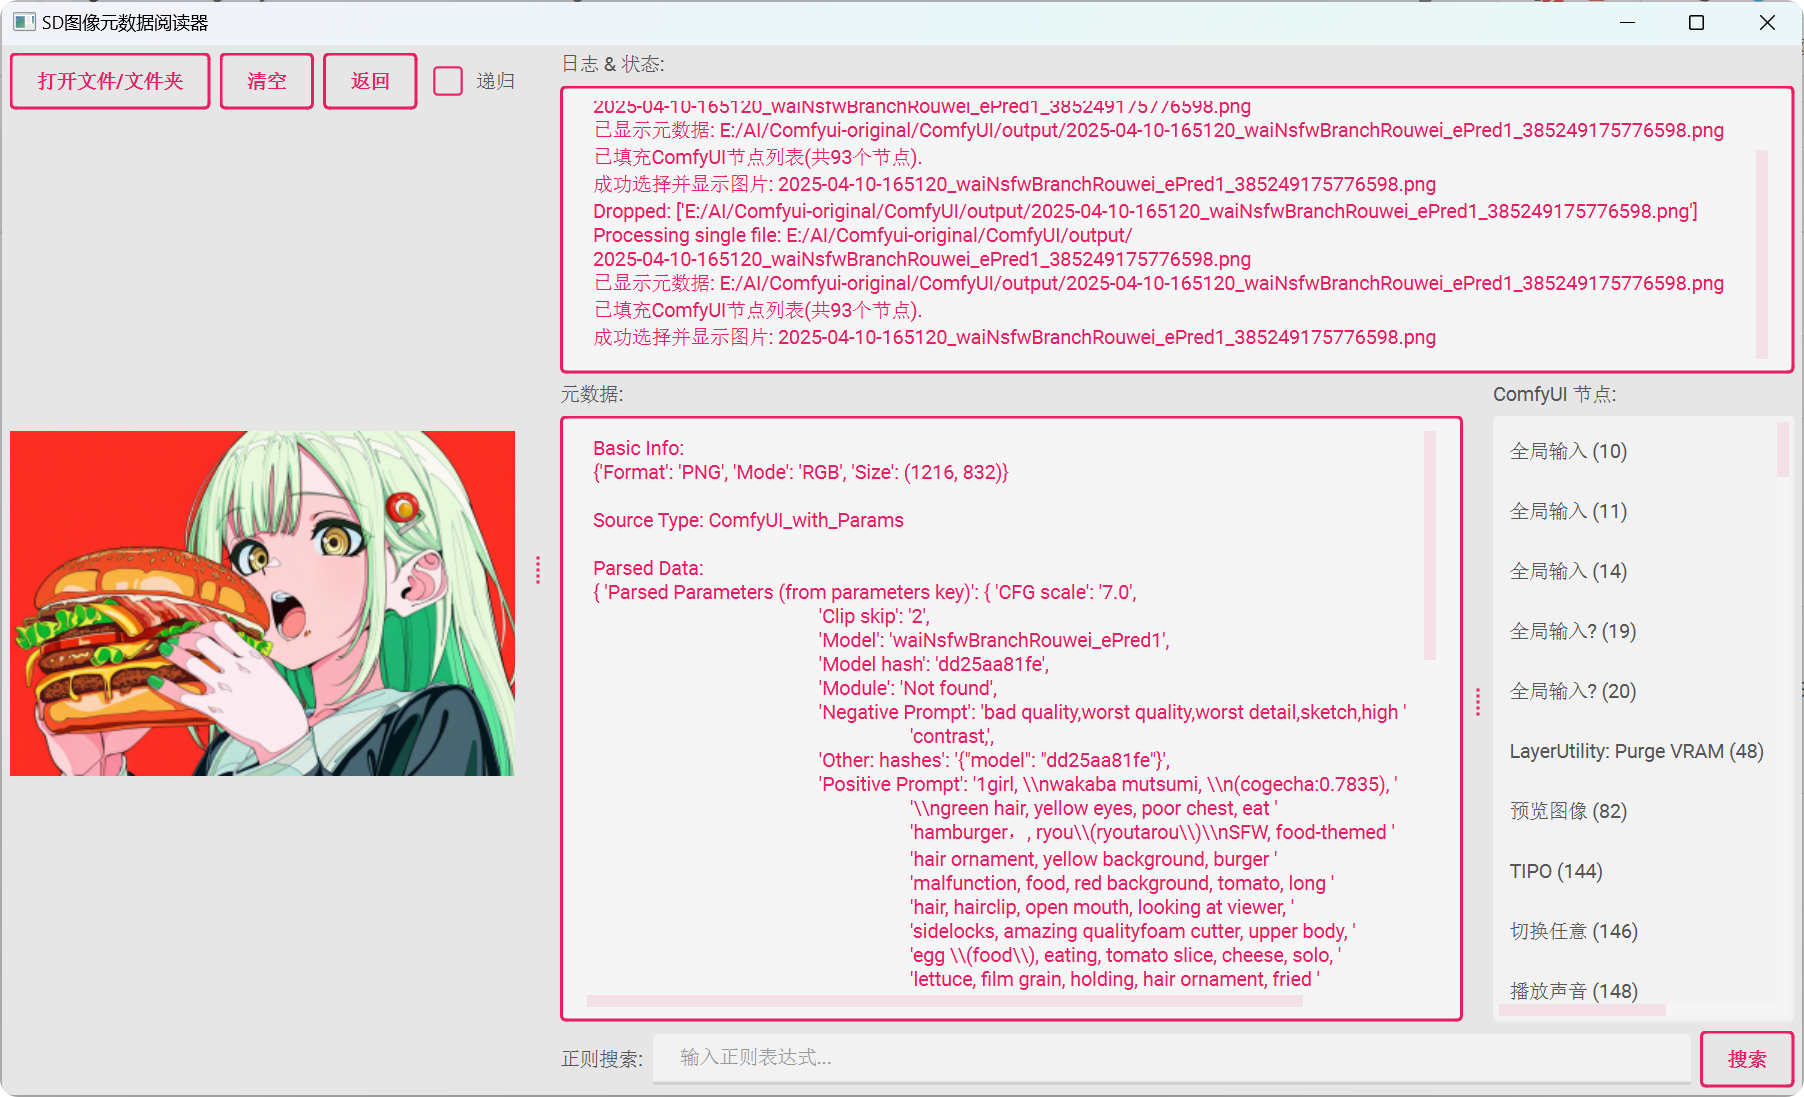 SD图像元数据阅读器
打开文件/文件夹
清空
返回
递归
日志 & 状态:
2025-04-10-165120_waiNsfwBranchRouwei_ePred1_385249175776598.png
已显示元数据: E:/AI/Comfyui-original/ComfyUI/output/2025-04-10-165120_waiNsfwBranchRouwei_ePred1_385249175776598.png
已填充ComfyUI节点列表(共93个节点).
成功选择并显示图片: 2025-04-10-165120_waiNsfwBranchRouwei_ePred1_385249175776598.png
Dropped: ['E:/AI/Comfyui-original/ComfyUI/output/2025-04-10-165120_waiNsfwBranchRouwei_ePred1_385249175776598.png']
Processing single file: E:/AI/Comfyui-original/ComfyUI/output/
2025-04-10-165120_waiNsfwBranchRouwei_ePred1_385249175776598.png
已显示元数据: E:/AI/Comfyui-original/ComfyUI/output/2025-04-10-165120_waiNsfwBranchRouwei_ePred1_385249175776598.png
已填充ComfyUI节点列表(共93个节点).
成功选择并显示图片: 2025-04-10-165120_waiNsfwBranchRouwei_ePred1_385249175776598.png
元数据:
Basic Info:
{'Format': 'PNG', 'Mode': 'RGB', 'Size': (1216, 832)}
Source Type: ComfyUI_with_Params
Parsed Data:
{ 'Parsed Parameters (from parameters key)': { 'CFG scale': '7.0',
'Clip skip': '2',
'Model': 'waiNsfwBranchRouwei_ePred1',
'Model hash': 'dd25aa81fe',
'Module': 'Not found',
'Negative Prompt': 'bad quality,worst quality,worst detail,sketch,high '
'contrast,',
'Other: hashes': '{"model": "dd25aa81fe"}',
'Positive Prompt': '1girl, \\nwakaba mutsumi, \\n(cogecha:0.7835), '
'\\ngreen hair, yellow eyes, poor chest, eat '
'hamburger，, ryou\\(ryoutarou\\)\\nSFW, food-themed '
'hair ornament, yellow background, burger '
'malfunction, food, red background, tomato, long '
'hair, hairclip, open mouth, looking at viewer, '
'sidelocks, amazing qualityfoam cutter, upper body, '
'egg \\(food\\), eating, tomato slice, cheese, solo, '
'lettuce, film grain, holding, hair ornament, fried '
ComfyUI 节点:
全局输入 (10)
全局输入 (11)
全局输入 (14)
全局输入? (19)
全局输入? (20)
LayerUtility: Purge VRAM (48)
预览图像 (82)
TIPO (144)
切换任意 (146)
播放声音 (148)
正则搜索:
输入正则表达式...
搜索